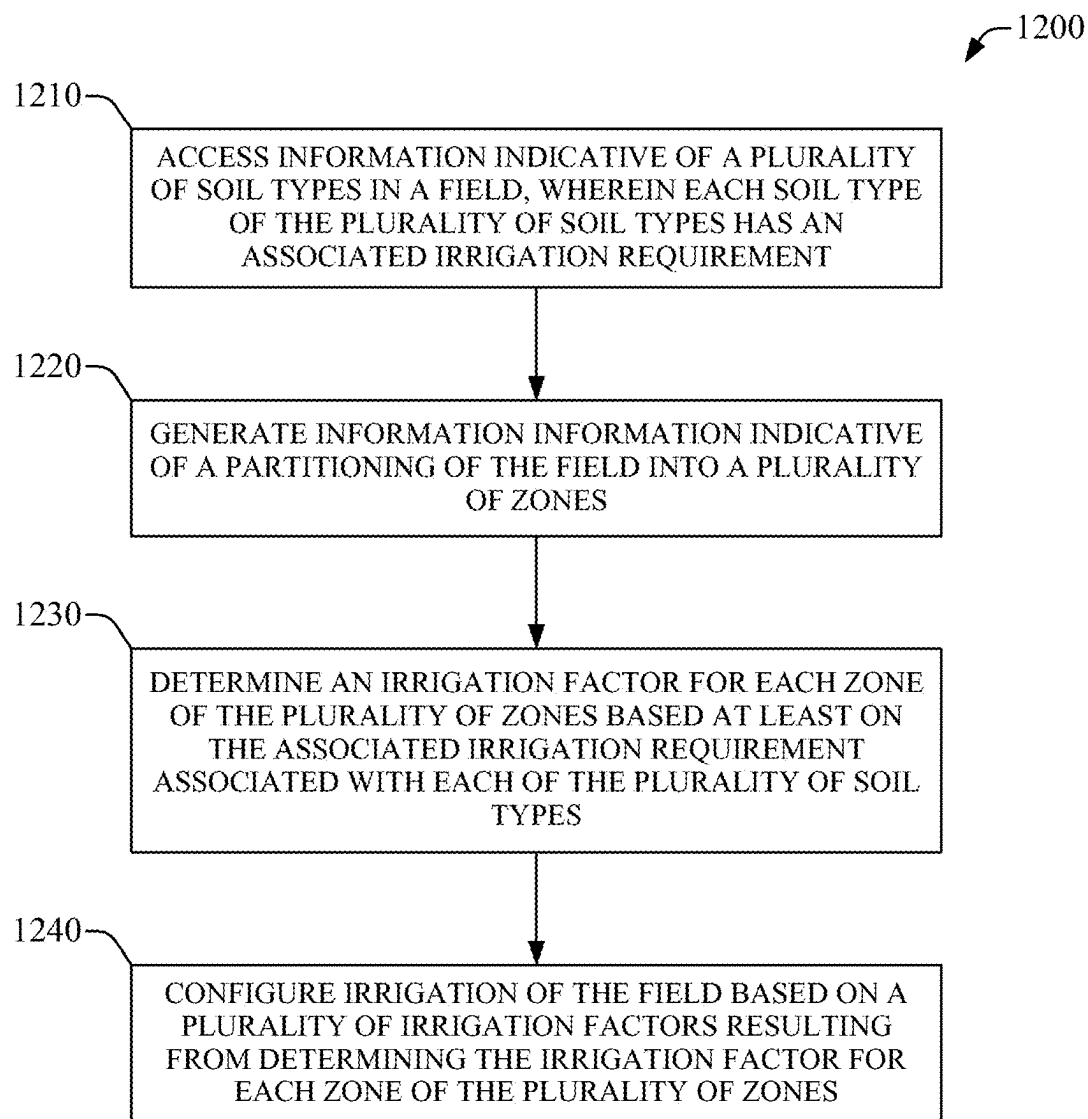 1200
1210
ACCESS INFORMATION INDICATIVE OF A PLURALITY
OF SOIL TYPES IN A FIELD, WHEREIN EACH SOIL TYPE
OF THE PLURALITY OF SOIL TYPES HAS AN
ASSOCIATED IRRIGATION REQUIREMENT
1220
GENERATE INFORMATION INFORMATION INDICATIVE
OF A PARTITIONING OF THE FIELD INTO A PLURALITY
OF ZONES
1230
DETERMINE AN IRRIGATION FACTOR FOR EACH ZONE
OF THE PLURALITY OF ZONES BASED AT LEAST ON
THE ASSOCIATED IRRIGATION REQUIREMENT
ASSOCIATED WITH EACH OF THE PLURALITY OF SOIL
TYPES
1240
CONFIGURE IRRIGATION OF THE FIELD BASED ON A
PLURALITY OF IRRIGATION FACTORS RESULTING
FROM DETERMINING THE IRRIGATION FACTOR FOR
EACH ZONE OF THE PLURALITY OF ZONES